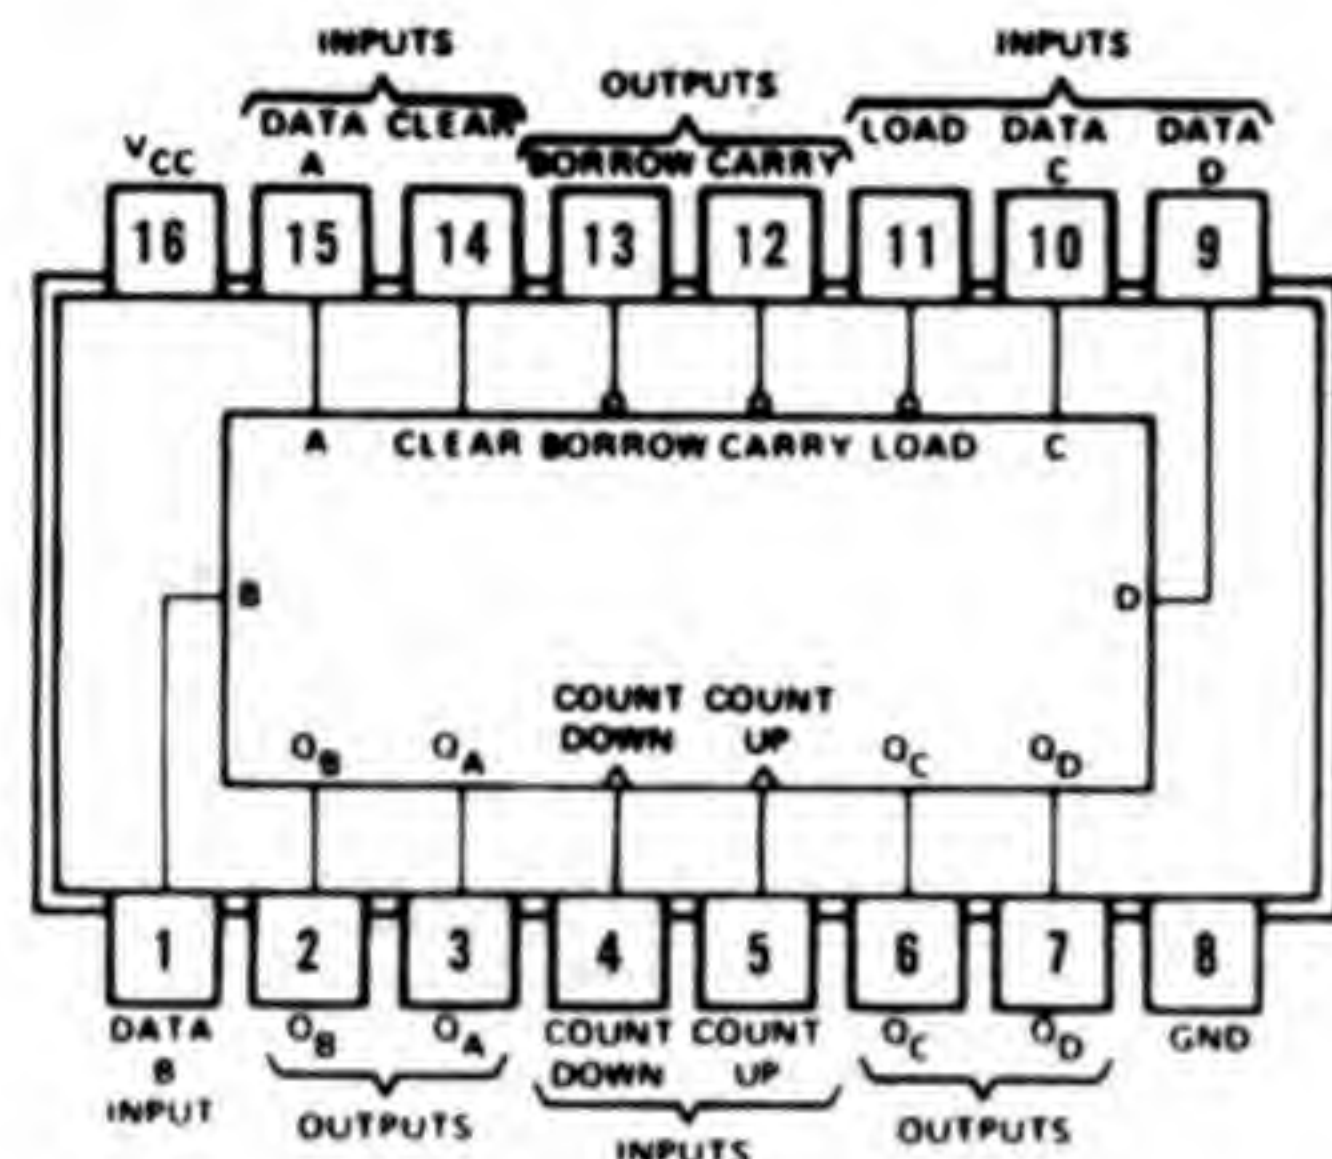 INPUTS
INPUTS
OUTPUTS
DATA CLEAR
LOAD DATA DATA
VCC
A
BORROW CARRY
C
D
16 15 14 13 12 11 10 9
A CLEAR BORROW CARRY LOAD C
B
D
COUNT COUNT
DOWN UP
QB QA
QC QD
1 2 3 4 5 6 7 8
DATA
B
INPUT
QB QA
OUTPUTS
COUNT COUNT
DOWN UP
INPUTS
QC QD
OUTPUTS
GND